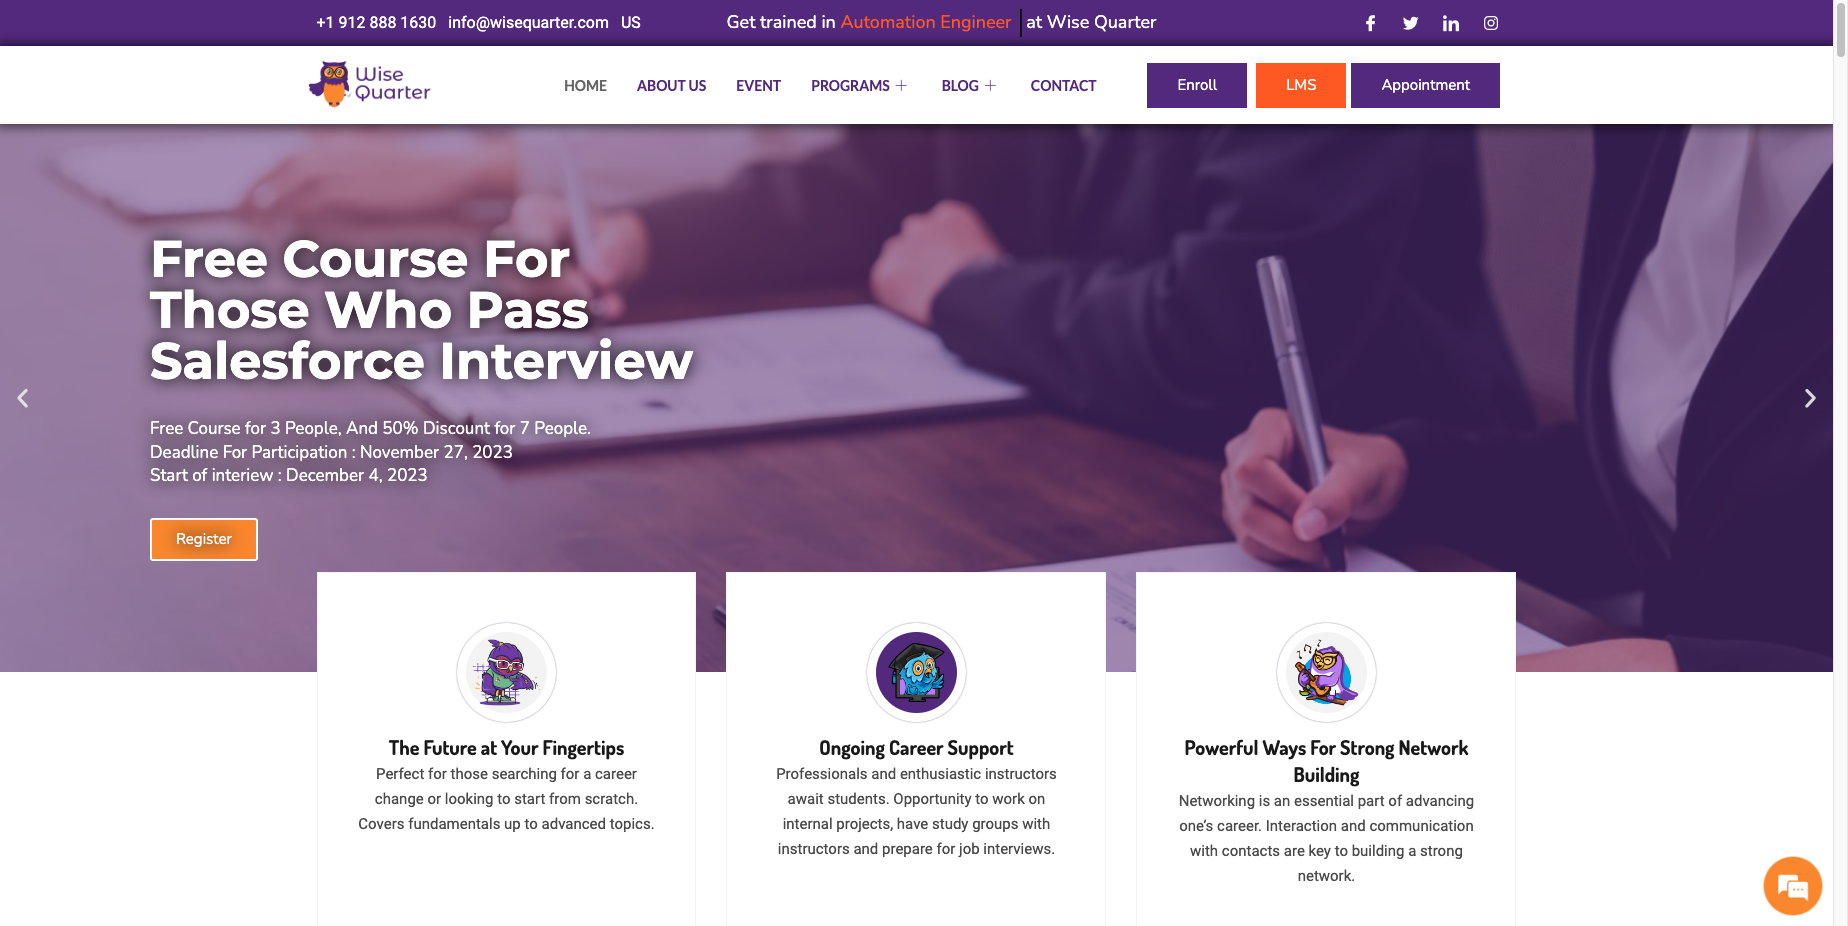 +1 912 888 1630 info@wisequarter.com US Get trained in Automation Engineer at Wise Quarter
Wise
Quarter
HOME ABOUT US EVENT PROGRAMS BLOG CONTACT Enroll LMS Appointment
Free Course For
Those Who Pass
Salesforce Interview
Free Course for 3 People, And 50% Discount for 7 People.
Deadline For Participation : November 27, 2023
Start of interiew : December 4, 2023
Register
The Future at Your Fingertips
Perfect for those searching for a career
change or looking to start from scratch.
Covers fundamentals up to advanced topics.
Ongoing Career Support
Professionals and enthusiastic instructors
await students. Opportunity to work on
internal projects, have study groups with
instructors and prepare for job interviews.
Powerful Ways For Strong Network
Building
Networking is an essential part of advancing
one's career. Interaction and communication
with contacts are key to building a strong
network.